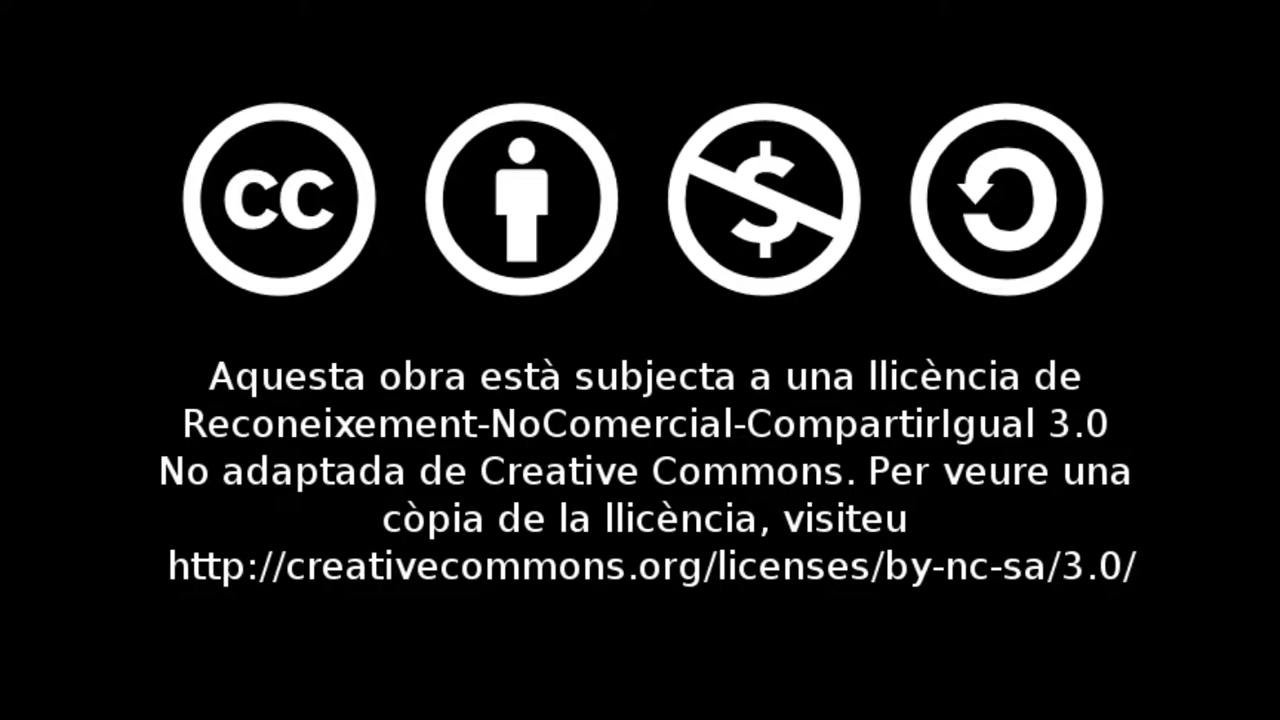 cc
Aquesta obra està subjecta a una llicència de
Reconeixement-NoComercial-CompartirIgual 3.0
No adaptada de Creative Commons. Per veure una
còpia de la llicència, visiteu
http://creativecommons.org/licenses/by-nc-sa/3.0/